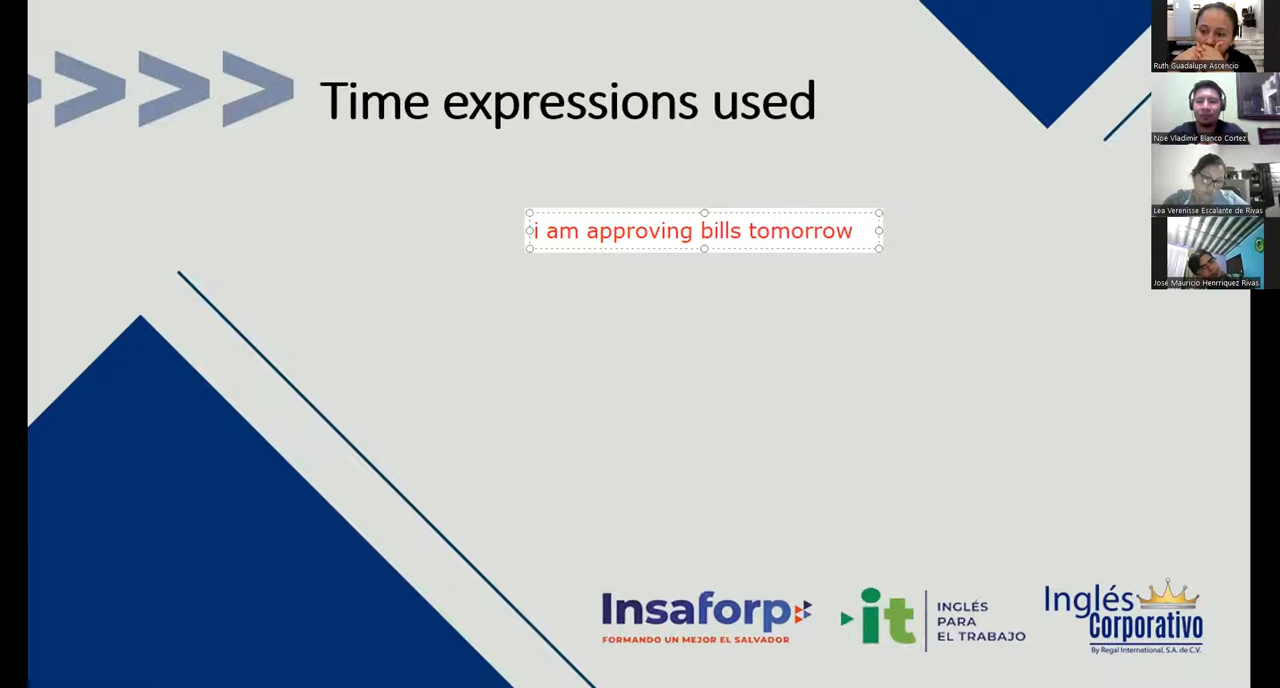 Time expressions used
i am approving bills tomorrow
Ruth Guadalupe Ascencio
Noe Vladimir Blanco Cortez
Lea Verenisse Escalante de Rivas
José Mauricio Henrriquez Rivas
Insaforp
FORMANDO UN MEJOR EL SALVADOR
it
INGLÉS
PARA
EL TRABAJO
Inglés
Corporativo
By Regal International, S.A. de C.V.